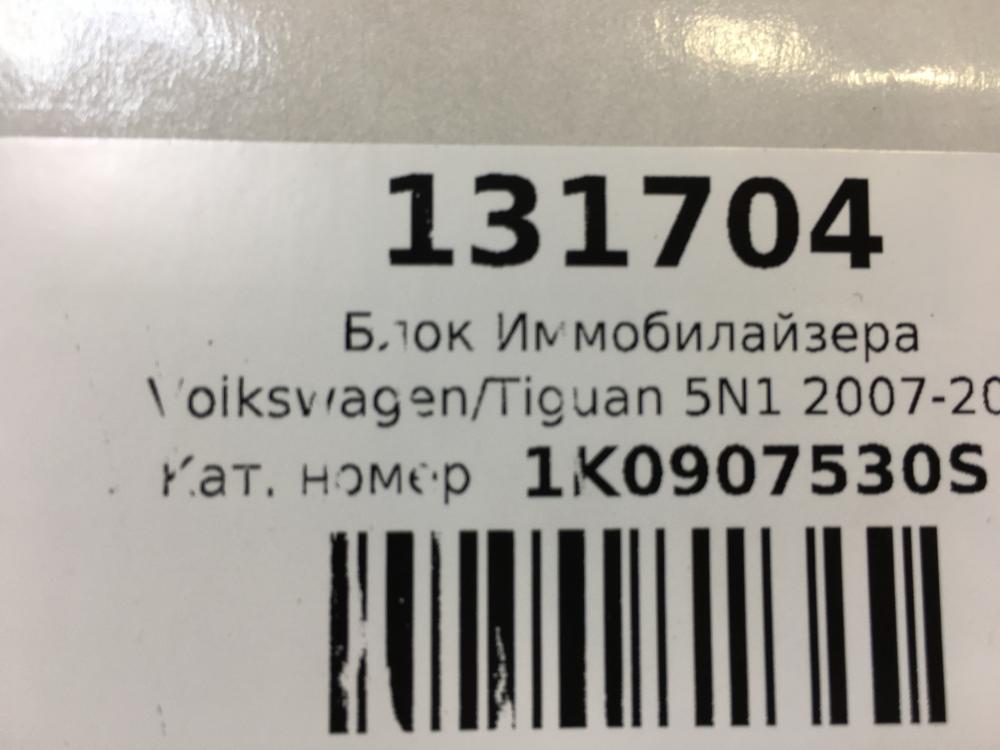 131704
Блок Иммобилайзера
Volkswagen/Tiguan 5N1 2007-20
Кат. номер 1K0907530S